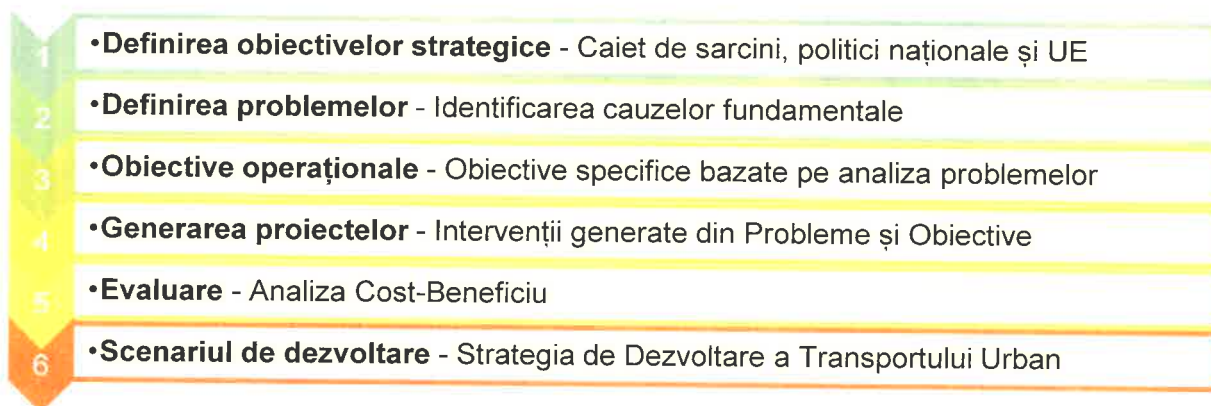 1 •Definirea obiectivelor strategice - Caiet de sarcini, politici naționale și UE
2 •Definirea problemelor - Identificarea cauzelor fundamentale
3 •Obiective operaționale - Obiective specifice bazate pe analiza problemelor
4 •Generarea proiectelor - Intervenții generate din Probleme și Obiective
5 •Evaluare - Analiza Cost-Beneficiu
6 •Scenariul de dezvoltare - Strategia de Dezvoltare a Transportului Urban